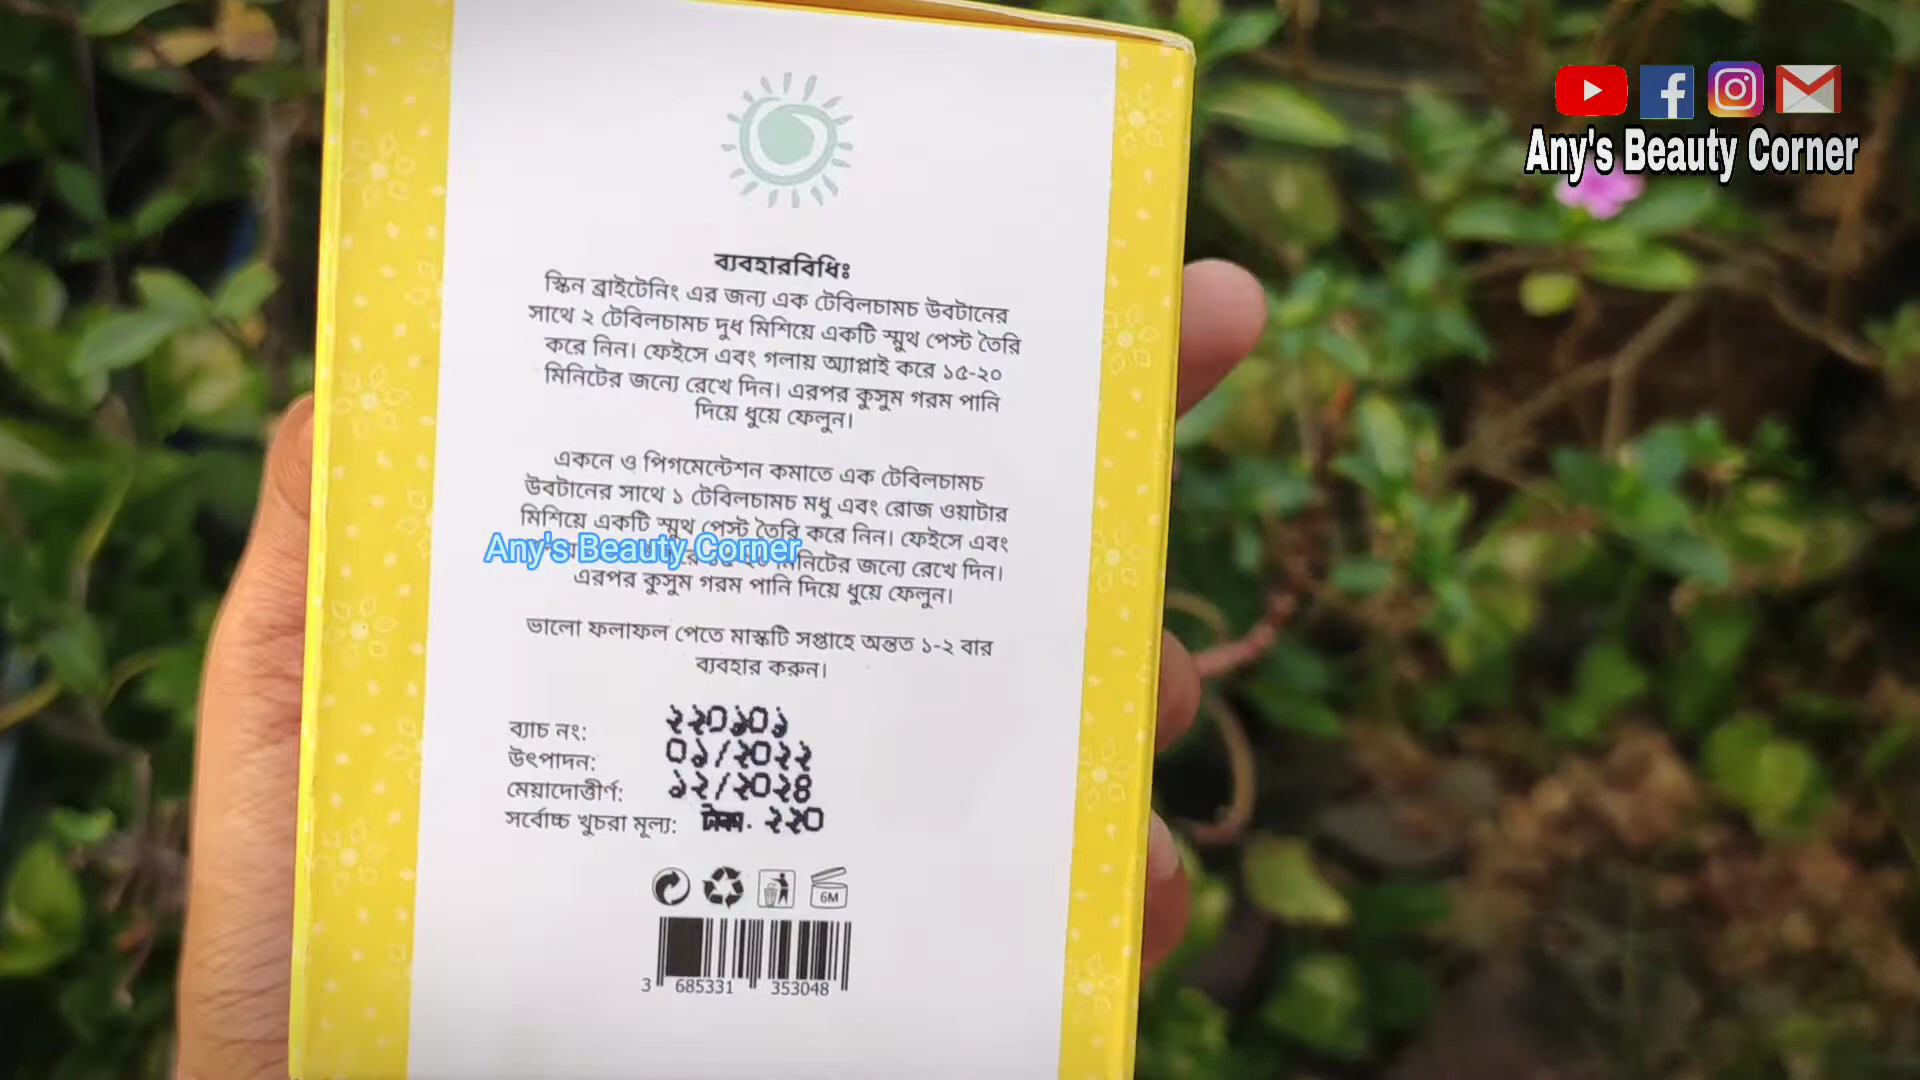 Any's Beauty Corner
ব্যবহারবিধিঃ
স্কিন ব্রাইটেনিং এর জন্য এক টেবিলচামচ উবটানের
সাথে ২ টেবিলচামচ দুধ মিশিয়ে একটি স্মুথ পেস্ট তৈরি
করে নিন। ফেইসে এবং গলায় অ্যাপ্লাই করে ১৫-২০
মিনিটের জন্যে রেখে দিন। এরপর কুসুম গরম পানি
দিয়ে ধুয়ে ফেলুন।
একনে ও পিগমেন্টেশন কমাতে এক টেবিলচামচ
উবটানের সাথে ১ টেবিলচামচ মধু এবং রোজ ওয়াটার
মিশিয়ে একটি স্মুথ পেস্ট তৈরি করে নিন। ফেইসে এবং
Any's Beauty Corner
মিনিটের জন্যে রেখে দিন।
এরপর কুসুম গরম পানি দিয়ে ধুয়ে ফেলুন।
ভালো ফলাফল পেতে মাস্কটি সপ্তাহে অন্তত ১-২ বার
ব্যবহার করুন।
ব্যাচ নং: ২২০১০১
উৎপাদন: ০১/২০২২
মেয়াদোত্তীর্ণ: ১২/২০২৪
সর্বোচ্চ খুচরা মূল্য: টাকা. ২২০
6M
3 685331 353048